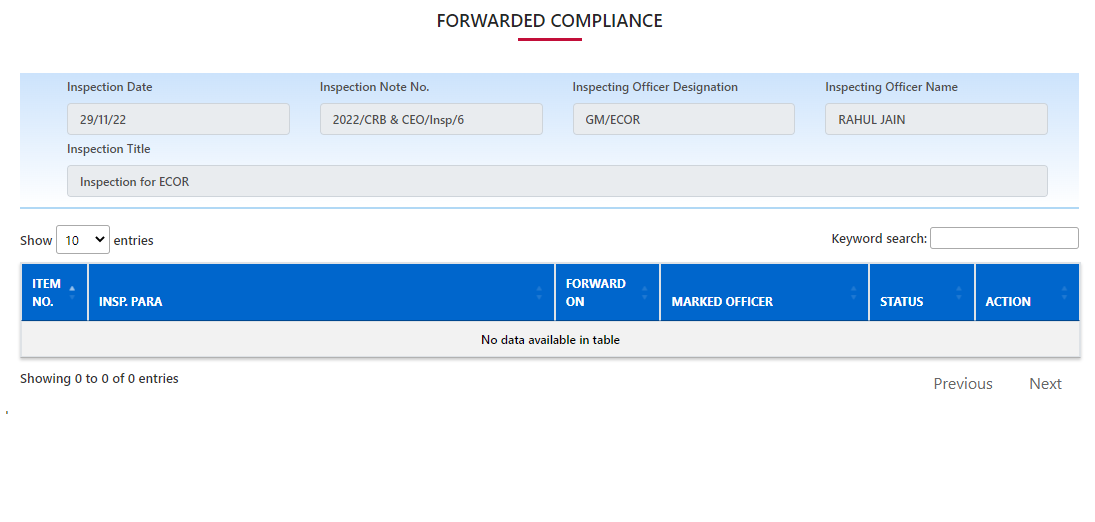 FORWARDED COMPLIANCE
Inspection Date
Inspection Note No.
Inspecting Officer Designation
Inspecting Officer Name
29/11/22
2022/CRB & CEO/Insp/6
GM/ECOR
RAHUL JAIN
Inspection Title
Inspection for ECOR
Show 10 entries
Keyword search:
ITEM NO.
INSP. PARA
FORWARD ON
MARKED OFFICER
STATUS
ACTION
No data available in table
Showing 0 to 0 of 0 entries
Previous
Next